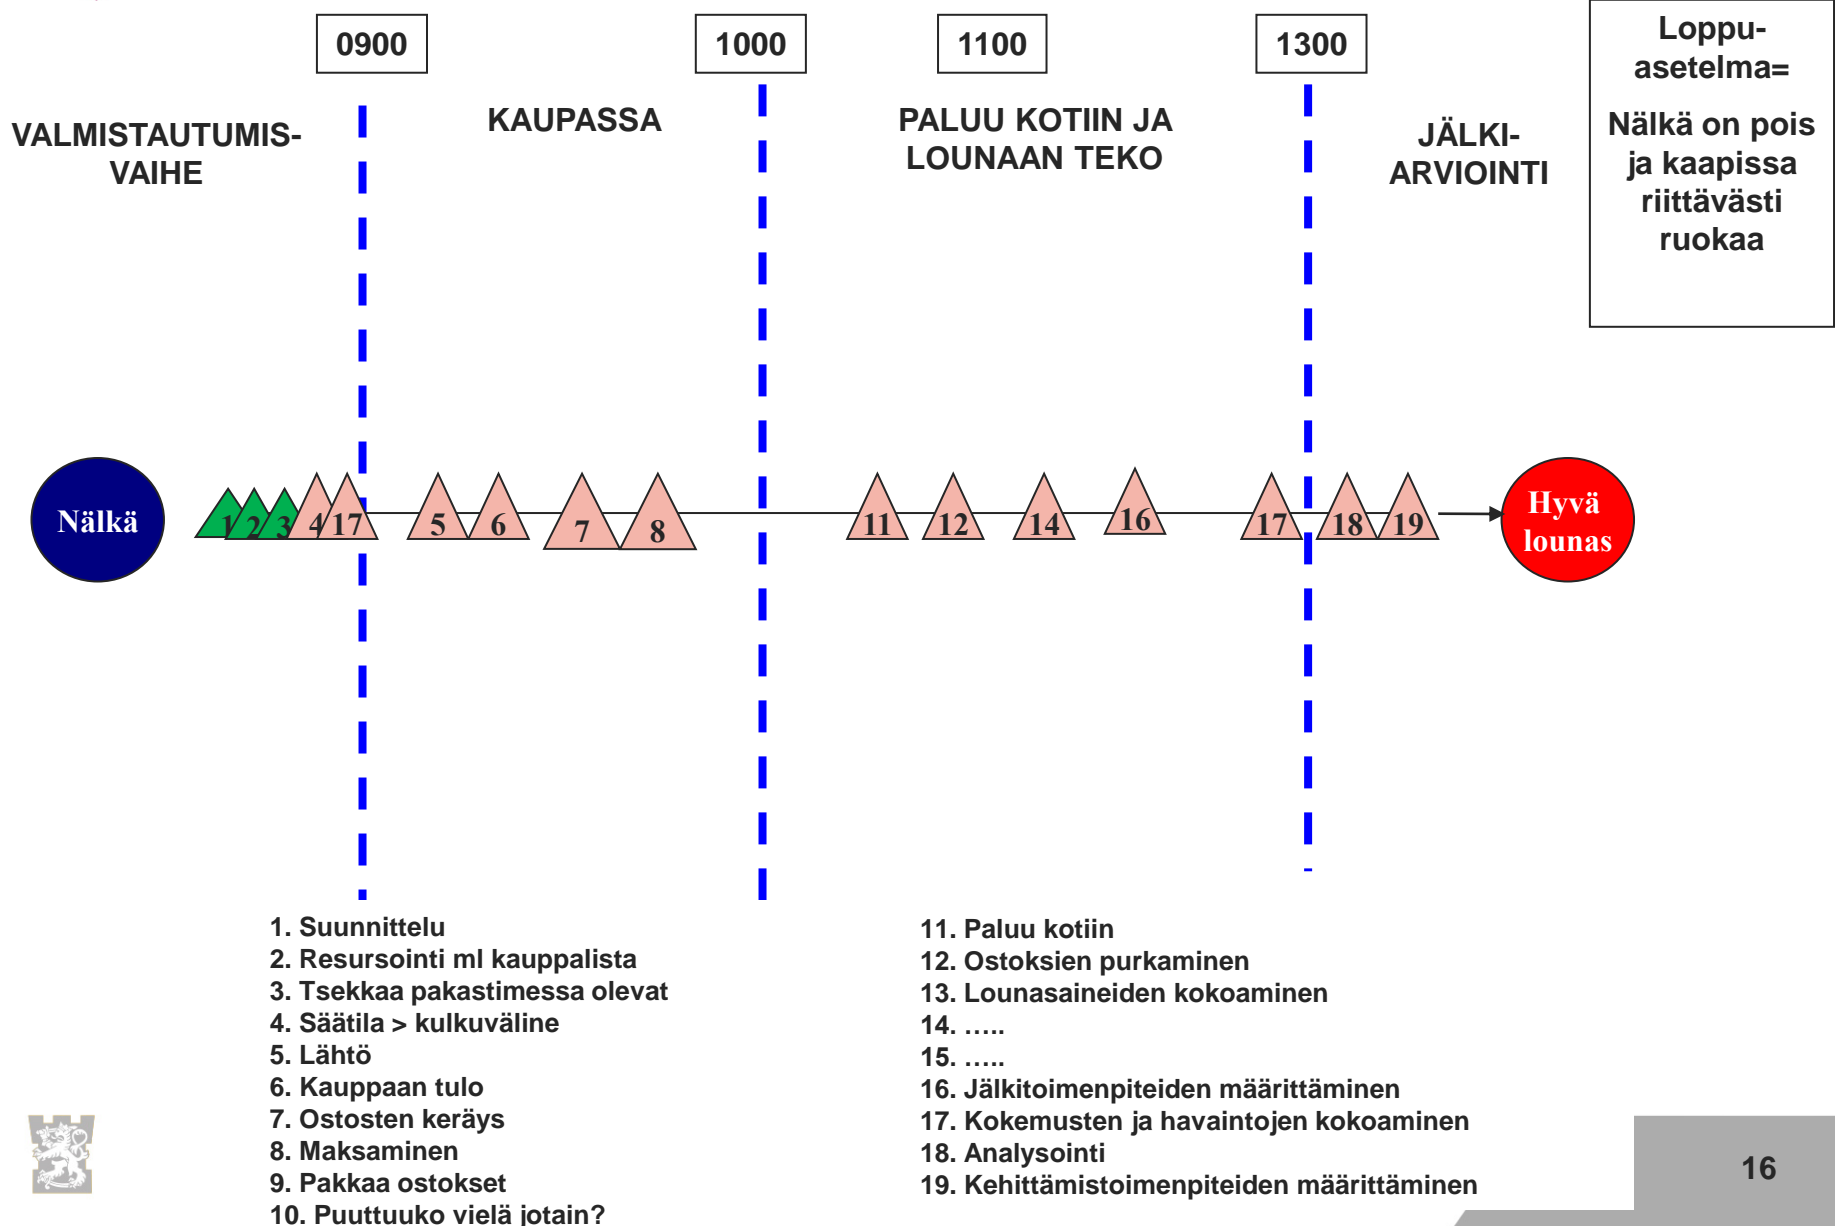 0900
1000
1100
1300
Loppu-
asetelma=
Nälkä on pois
ja kaapissa
riittävästi
ruokaa
VALMISTAUTUMIS-
VAIHE
KAUPASSA
PALUU KOTIIN JA
LOUNAAN TEKO
JÄLKI-
ARVIOINTI
Nälkä
1
2
3
4
17
5
6
7
8
11
12
14
16
17
18
19
Hyvä
lounas
1. Suunnittelu
2. Resursointi ml kauppalista
3. Tsekkaa pakastimessa olevat
4. Säätila > kulkuväline
5. Lähtö
6. Kauppaan tulo
7. Ostosten keräys
8. Maksaminen
9. Pakkaa ostokset
10. Puuttuuko vielä jotain?
11. Paluu kotiin
12. Ostoksien purkaminen
13. Lounasaineiden kokoaminen
14. …..
15. …..
16. Jälkitoimenpiteiden määrittäminen
17. Kokemusten ja havaintojen kokoaminen
18. Analysointi
19. Kehittämistoimenpiteiden määrittäminen
16